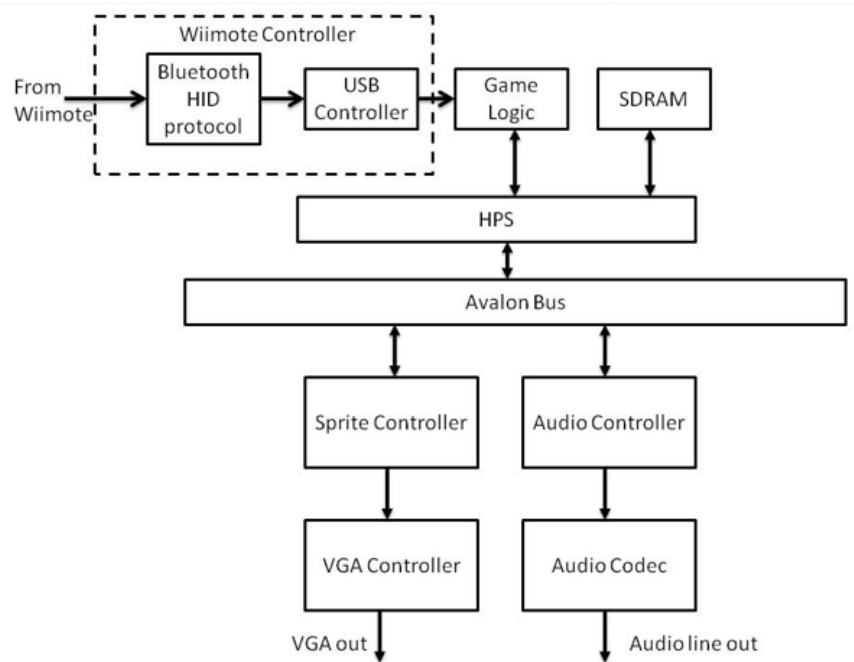 Wiimote Controller
From
Wiimote
Bluetooth
HID
protocol
USB
Controller
Game
Logic
SDRAM
HPS
Avalon Bus
Sprite Controller
Audio Controller
VGA Controller
Audio Codec
VGA out
Audio line out